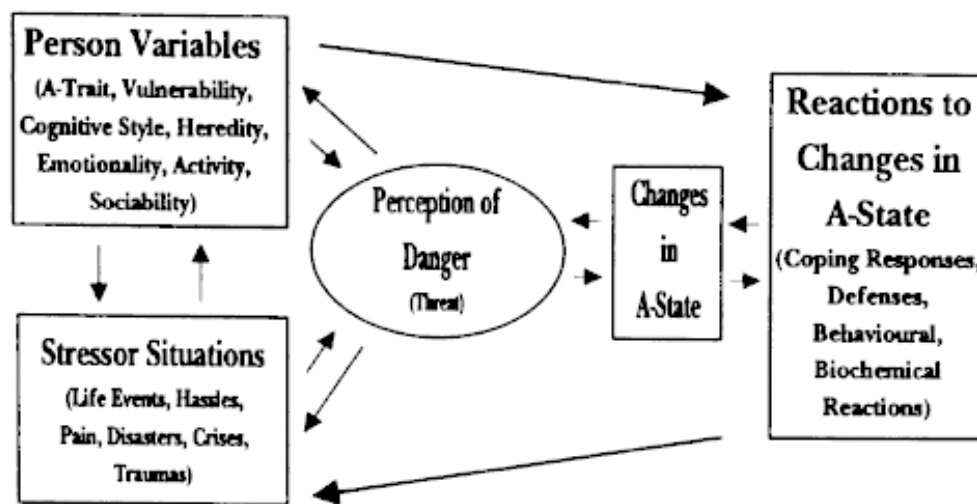 Person Variables
(A-Trait, Vulnerability,
Cognitive Style, Heredity,
Emotionality, Activity,
Sociability)
Stressor Situations
(Life Events, Hassles,
Pain, Disasters, Crises,
Traumas)
Perception of
Danger
(Threat)
Changes
in
A-State
Reactions to
Changes in
A-State
(Coping Responses,
Defenses,
Behavioural,
Biochemical
Reactions)